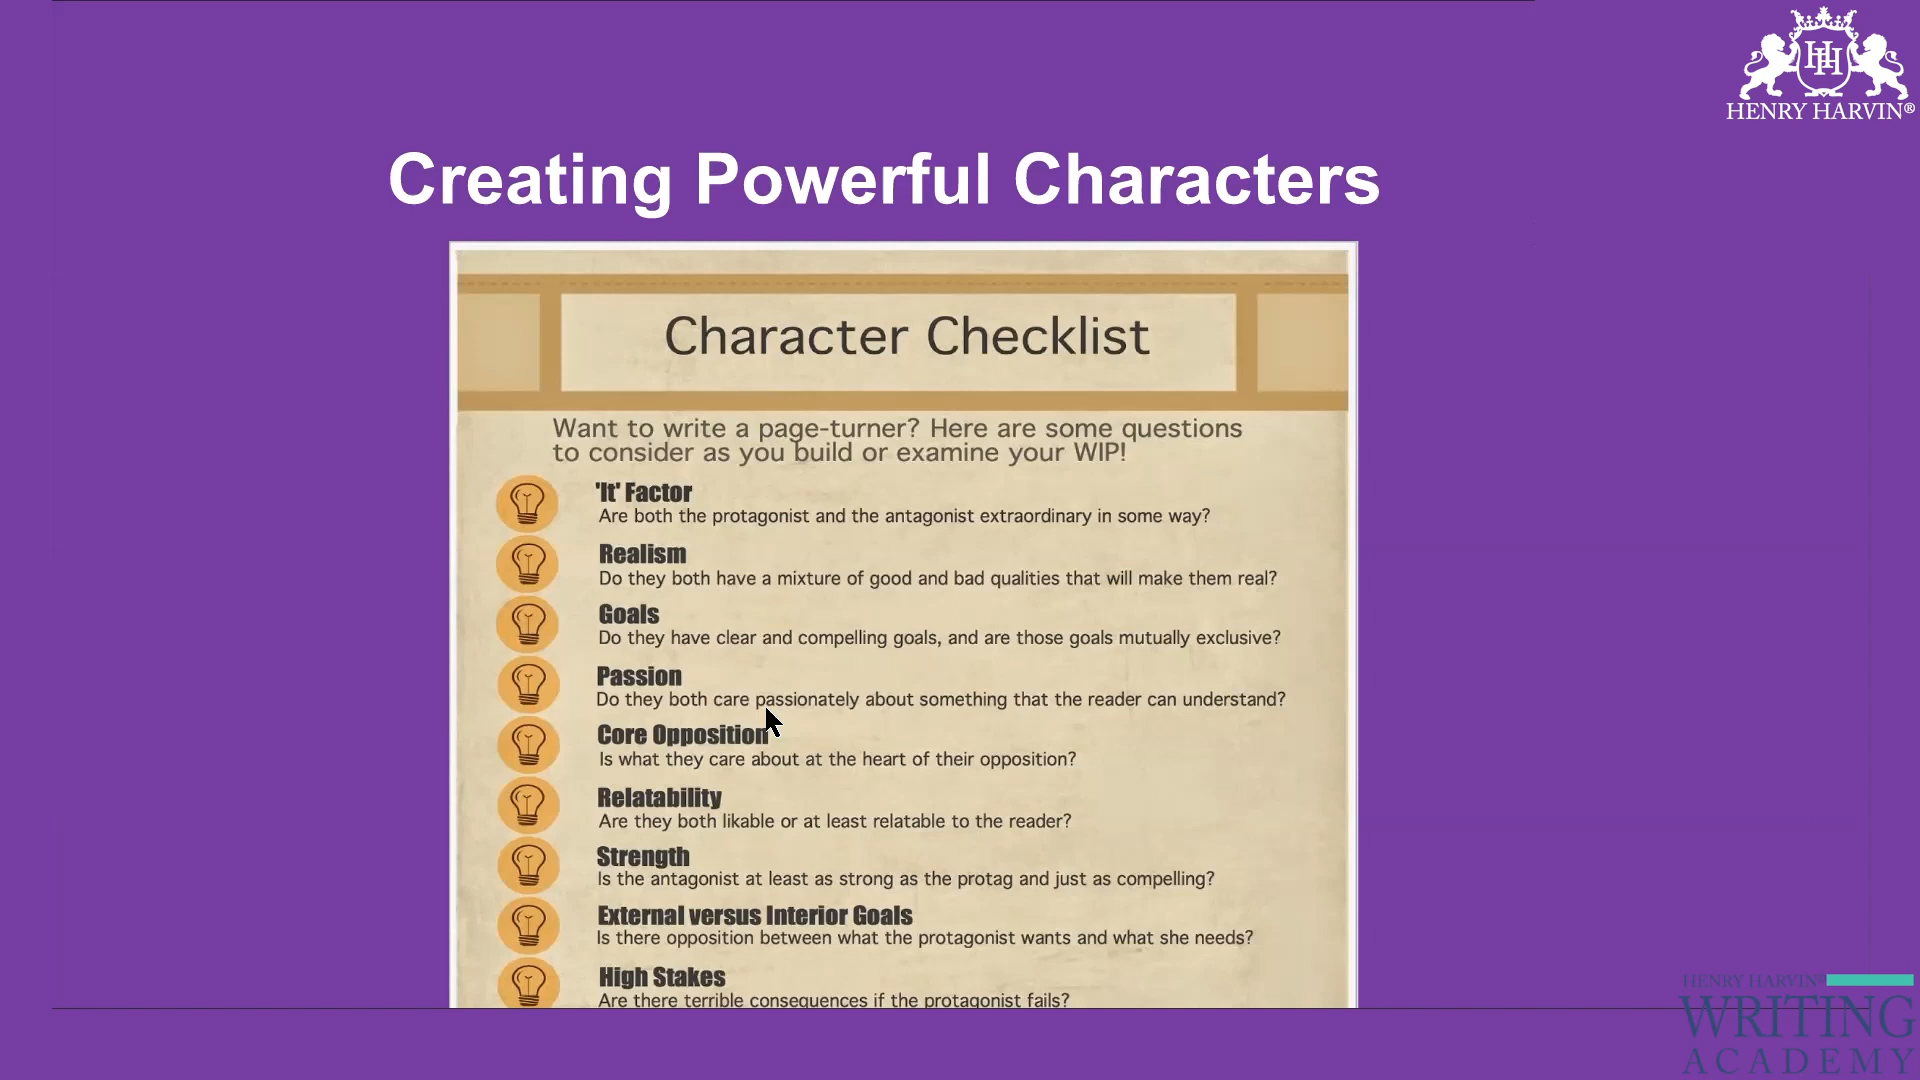 HENRY HARVIN®
Creating Powerful Characters
Character Checklist
Want to write a page-turner? Here are some questions
to consider as you build or examine your WIP!
'It' Factor
Are both the protagonist and the antagonist extraordinary in some way?
Realism
Do they both have a mixture of good and bad qualities that will make them real?
Goals
Do they have clear and compelling goals, and are those goals mutually exclusive?
Passion
Do they both care passionately about something that the reader can understand?
Core Opposition
Is what they care about at the heart of their opposition?
Relatability
Are they both likable or at least relatable to the reader?
Strength
Is the antagonist at least as strong as the protag and just as compelling?
External versus Interior Goals
Is there opposition between what the protagonist wants and what she needs?
High Stakes
Are there terrible consequences if the protagonist fails?
HENRY HARVIN®
WRITING
ACADEMY